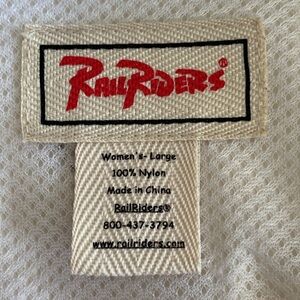 RailRiders®
Women's- Large
100% Nylon
Made in China
RailRiders®
800-437-3794
www.railriders.com